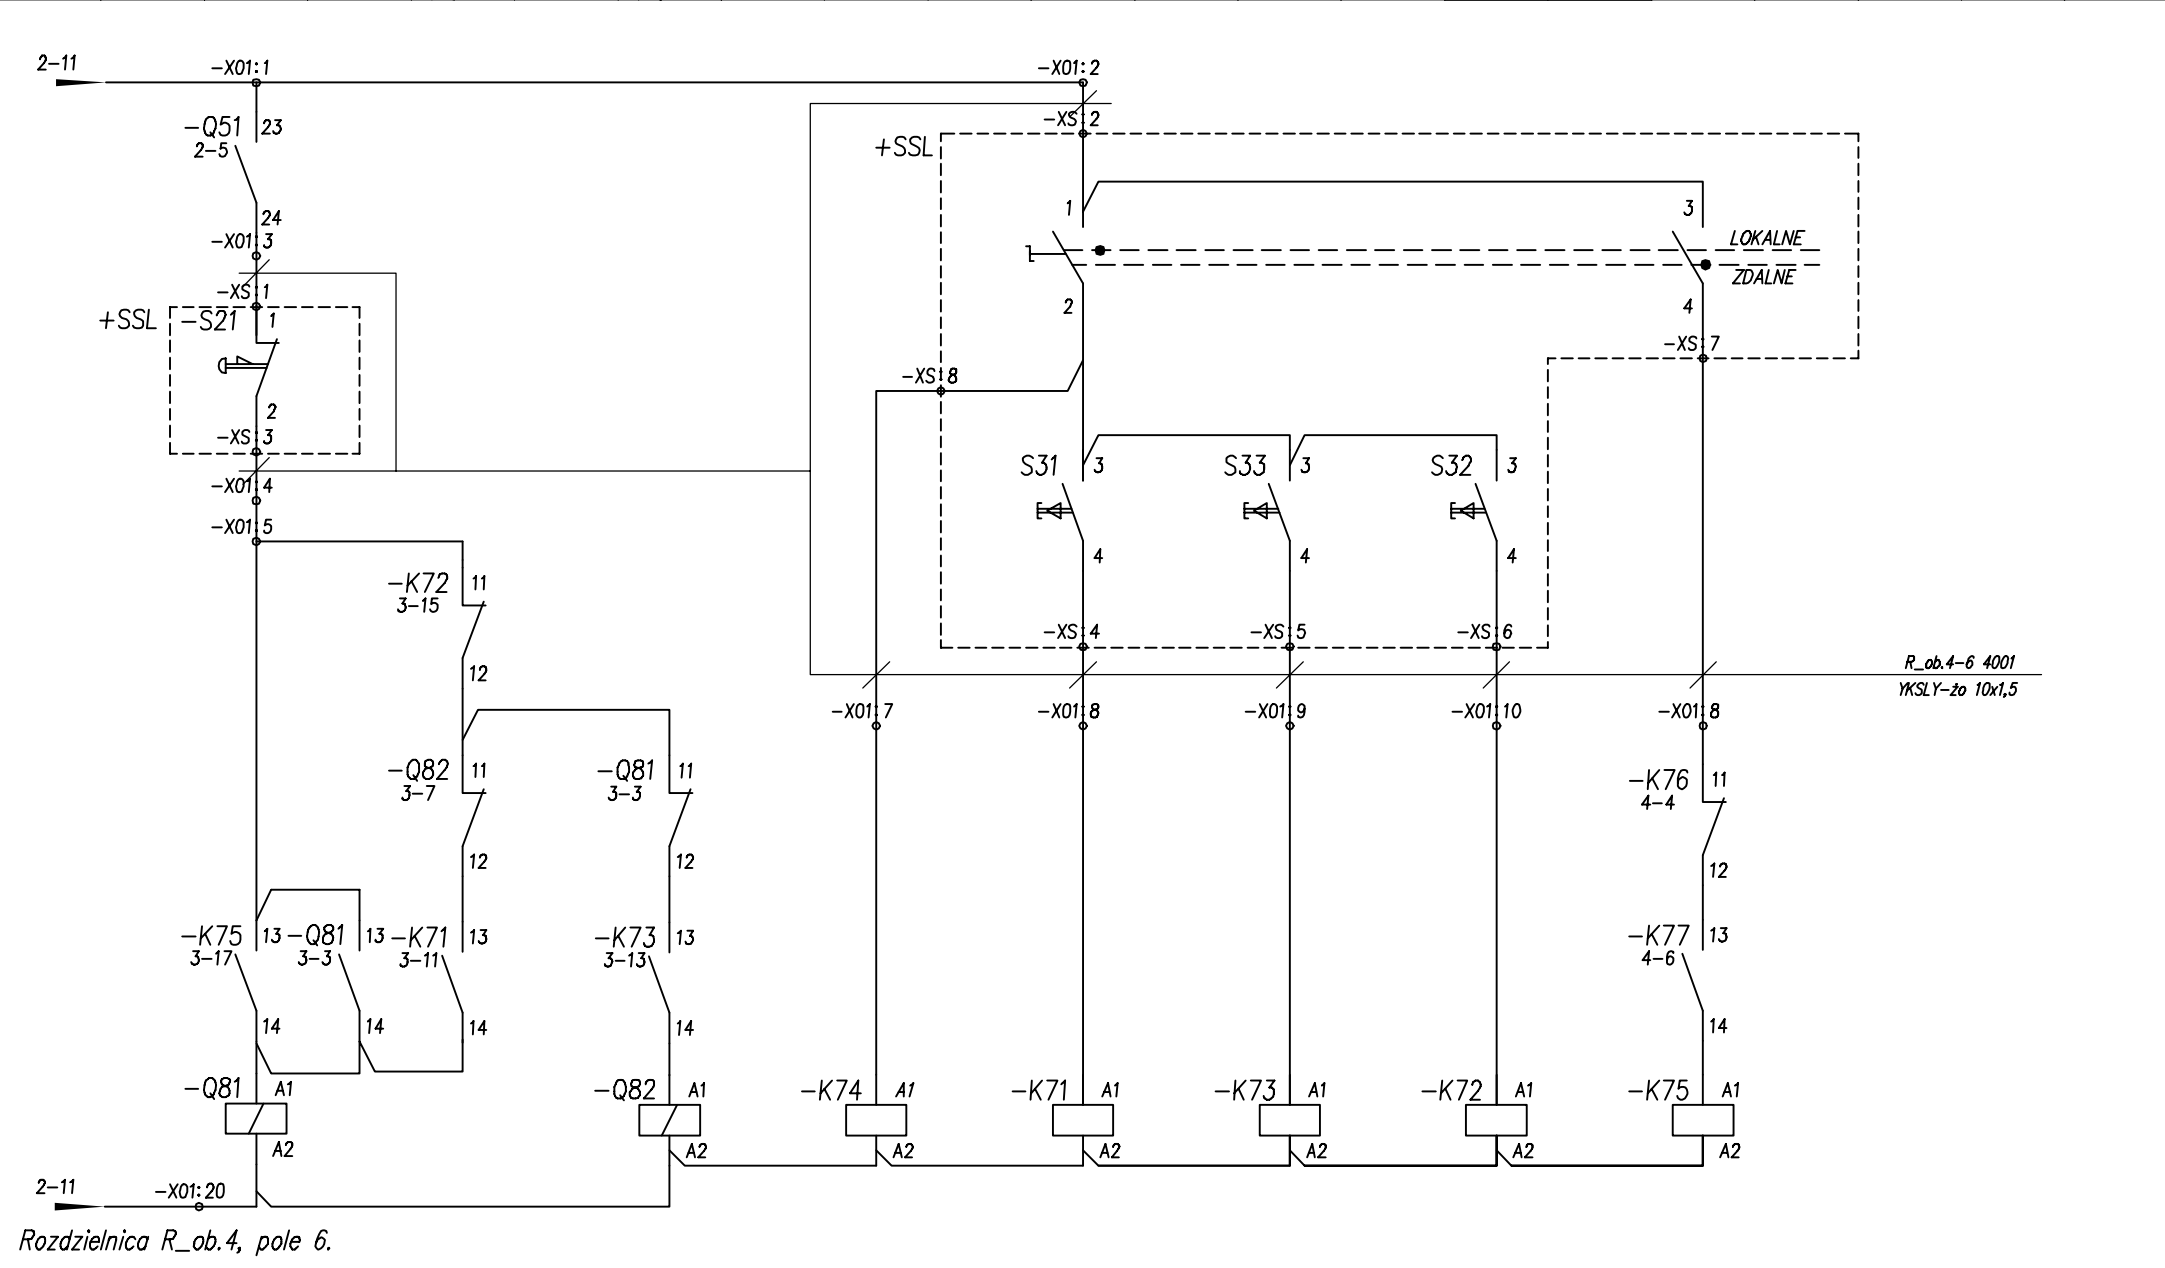 2-11
-X01:1
-X01:2
-Q51
23
2-5
24
-X01:3
-XS:1
+SSL
-S21
1
2
-XS:3
-X01:4
-X01:5
-XS:2
+SSL
1
3
LOKALNE
ZDALNE
2
4
-XS:7
-XS:8
S31
3
S33
3
S32
3
4
4
4
-XS:4
-XS:5
-XS:6
R_ob.4-6 4001
YKSLY-żo 10x1,5
-K72
11
3-15
12
-X01:7
-X01:8
-X01:9
-X01:10
-X01:8
-Q82
11
3-7
12
-Q81
11
3-3
12
-K76
11
4-4
12
-K75
13
3-17
14
-Q81
13
3-3
14
-K71
13
3-11
14
-K73
13
3-13
14
-K77
13
4-6
14
-Q81
A1
A2
-Q82
A1
A2
-K74
A1
A2
-K71
A1
A2
-K73
A1
A2
-K72
A1
A2
-K75
A1
A2
2-11
-X01:20
Rozdzielnica R_ob.4, pole 6.